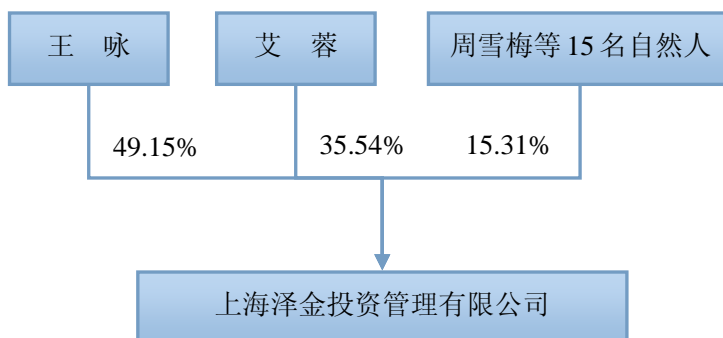 王 咏
艾 蓉
周雪梅等 15 名自然人
49.15%
35.54%
15.31%
上海泽金投资管理有限公司